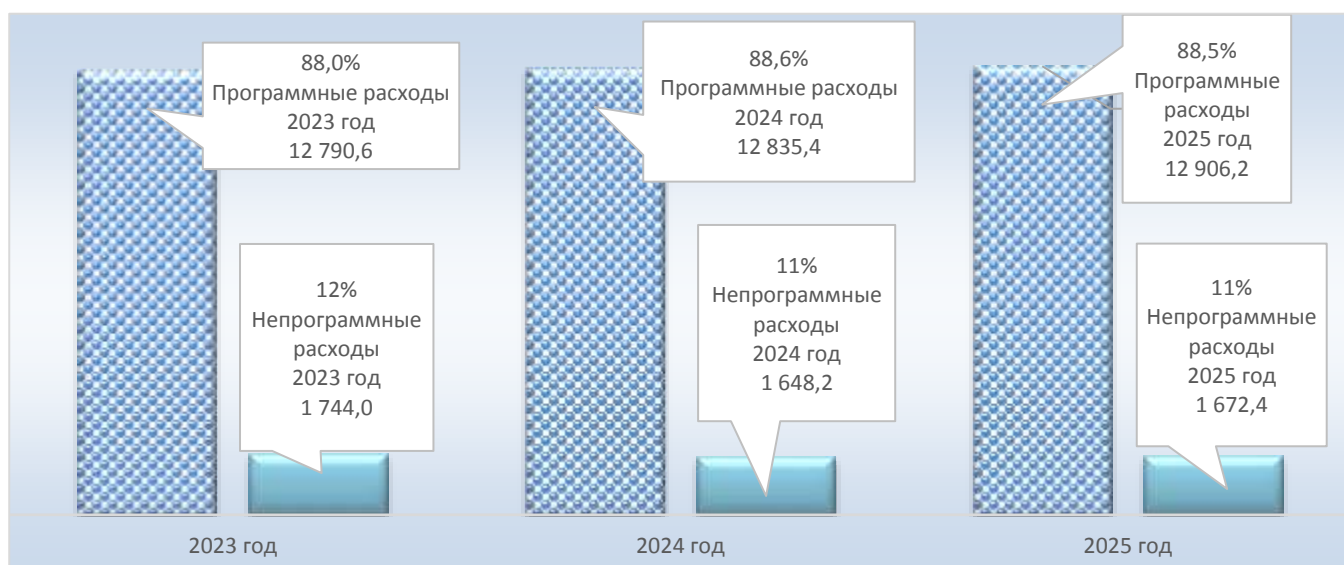 88,0%
Программные расходы
2023 год
12 790,6
12%
Непрограммные
расходы
2023 год
1 744,0
88,6%
Программные расходы
2024 год
12 835,4
11%
Непрограммные
расходы
2024 год
1 648,2
88,5%
Программные
расходы
2025 год
12 906,2
11%
Непрограммные
расходы
2025 год
1 672,4
2023 год
2024 год
2025 год